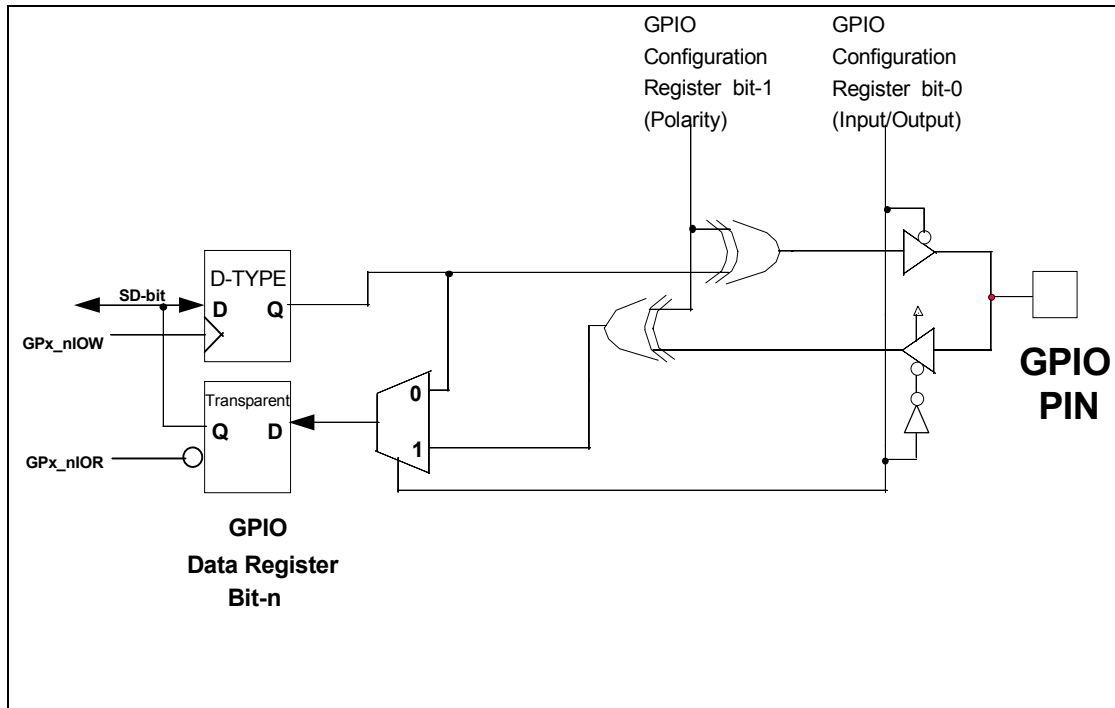 GPIO
Configuration
Register bit-1
(Polarity)
GPIO
Configuration
Register bit-0
(Input/Output)
D-TYPE
SD-bit
D Q
GPx_nIOW
Transparent
Q D
GPx_nIOR
0
1
GPIO
PIN
GPIO
Data Register
Bit-n